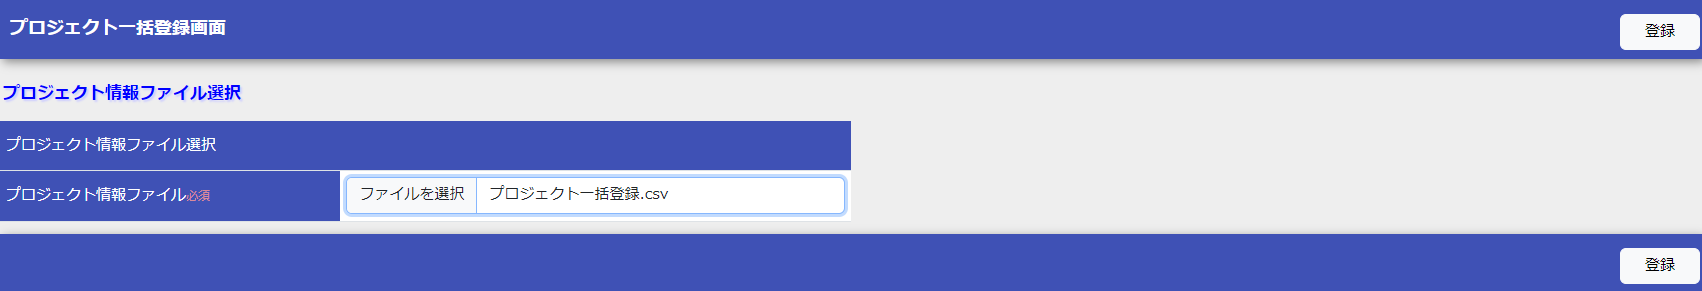 プロジェクト一括登録画面
登録
プロジェクト情報ファイル選択
プロジェクト情報ファイル選択
プロジェクト情報ファイル必須
ファイルを選択 プロジェクト一括登録.csv
登録